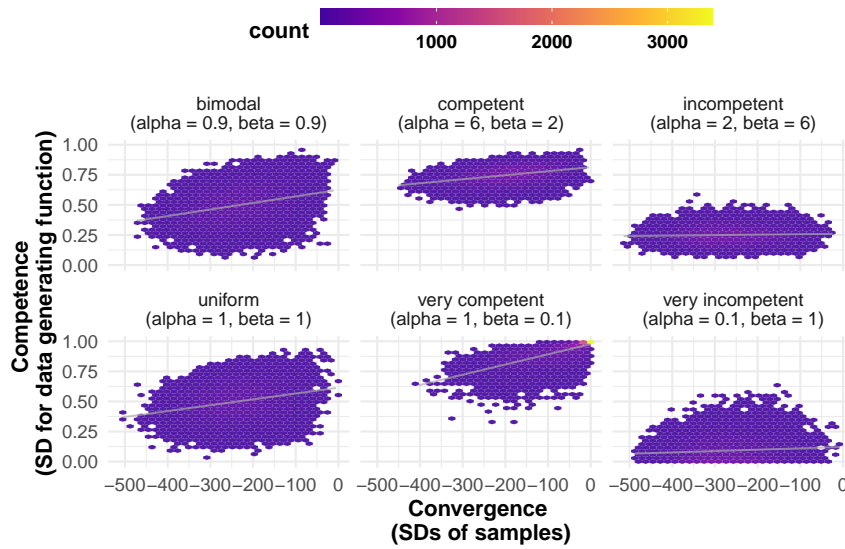 count
1000 2000 3000
bimodal
(alpha = 0.9, beta = 0.9)
competent
(alpha = 6, beta = 2)
incompetent
(alpha = 2, beta = 6)
1.00
0.75
0.50
0.25
0.00
uniform
(alpha = 1, beta = 1)
very competent
(alpha = 1, beta = 0.1)
very incompetent
(alpha = 0.1, beta = 1)
1.00
0.75
0.50
0.25
0.00
−500 −400 −300 −200 −100 0
−500 −400 −300 −200 −100 0
−500 −400 −300 −200 −100 0
Competence
(SD for data generating function)
Convergence
(SDs of samples)